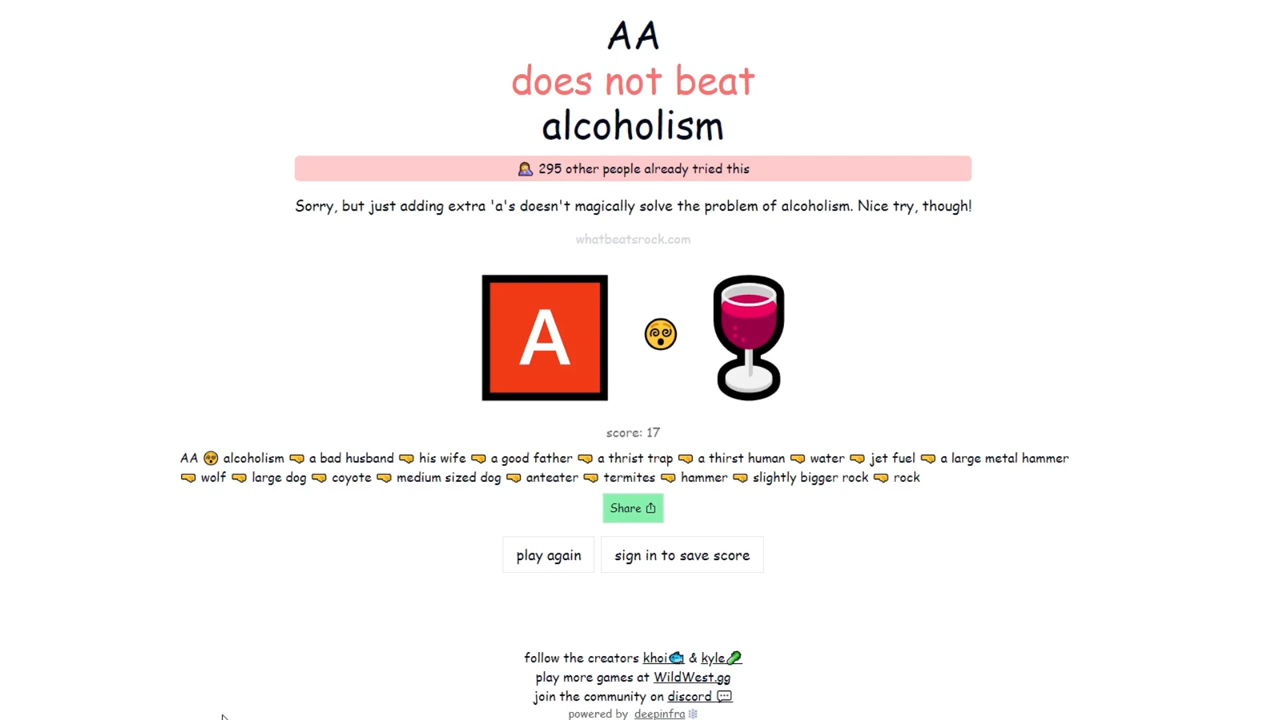 AA
does not beat
alcoholism
🤷‍♀️ 295 other people already tried this
Sorry, but just adding extra 'a's doesn't magically solve the problem of alcoholism. Nice try, though!
whatbeatsrock.com
A
score: 17
AA 😵‍💫 alcoholism 🤜 a bad husband 🤜 his wife 🤜 a good father 🤜 a thrist trap 🤜 a thirst human 🤜 water 🤜 jet fuel 🤜 a large metal hammer
🤜 wolf 🤜 large dog 🤜 coyote 🤜 medium sized dog 🤜 anteater 🤜 termites 🤜 hammer 🤜 slightly bigger rock 🤜 rock
Share
play again sign in to save score
follow the creators khoi🐟 & kyle🥒
play more games at WildWest.gg
join the community on discord 💬
powered by deepinfra